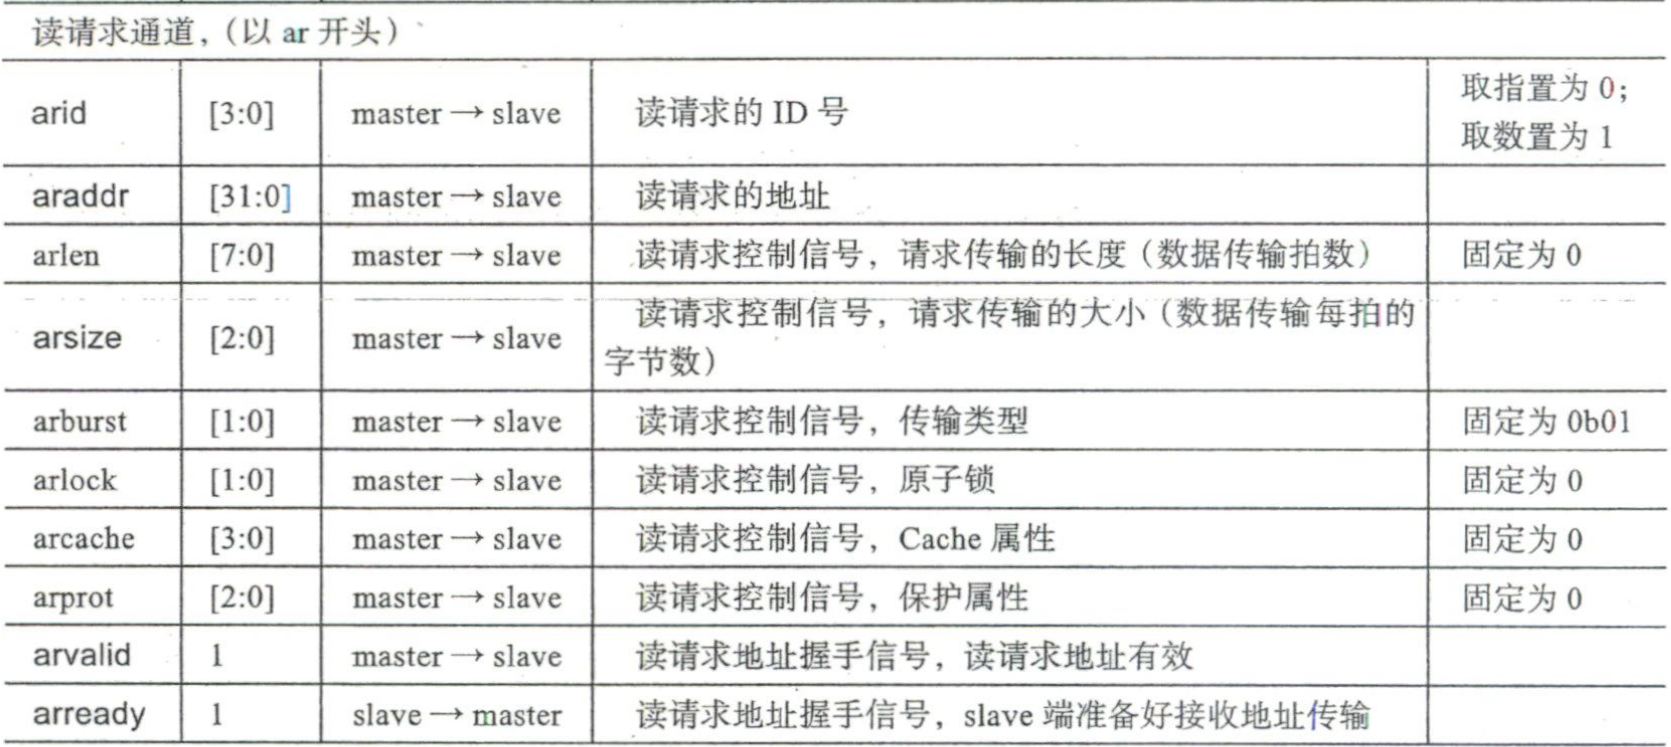 读请求通道，（以 ar 开头）
arid [3:0] master → slave 读请求的 ID 号 取指置为 0；
取数置为 1
araddr [31:0] master → slave 读请求的地址
arlen [7:0] master → slave 读请求控制信号，请求传输的长度（数据传输拍数） 固定为 0
arsize [2:0] master → slave 读请求控制信号，请求传输的大小（数据传输每拍的
字节数）
arburst [1:0] master → slave 读请求控制信号，传输类型 固定为 0b01
arlock [1:0] master → slave 读请求控制信号，原子锁 固定为 0
arcache [3:0] master → slave 读请求控制信号，Cache 属性 固定为 0
arprot [2:0] master → slave 读请求控制信号，保护属性 固定为 0
arvalid 1 master → slave 读请求地址握手信号，读请求地址有效
arready 1 slave → master 读请求地址握手信号，slave 端准备好接收地址传输